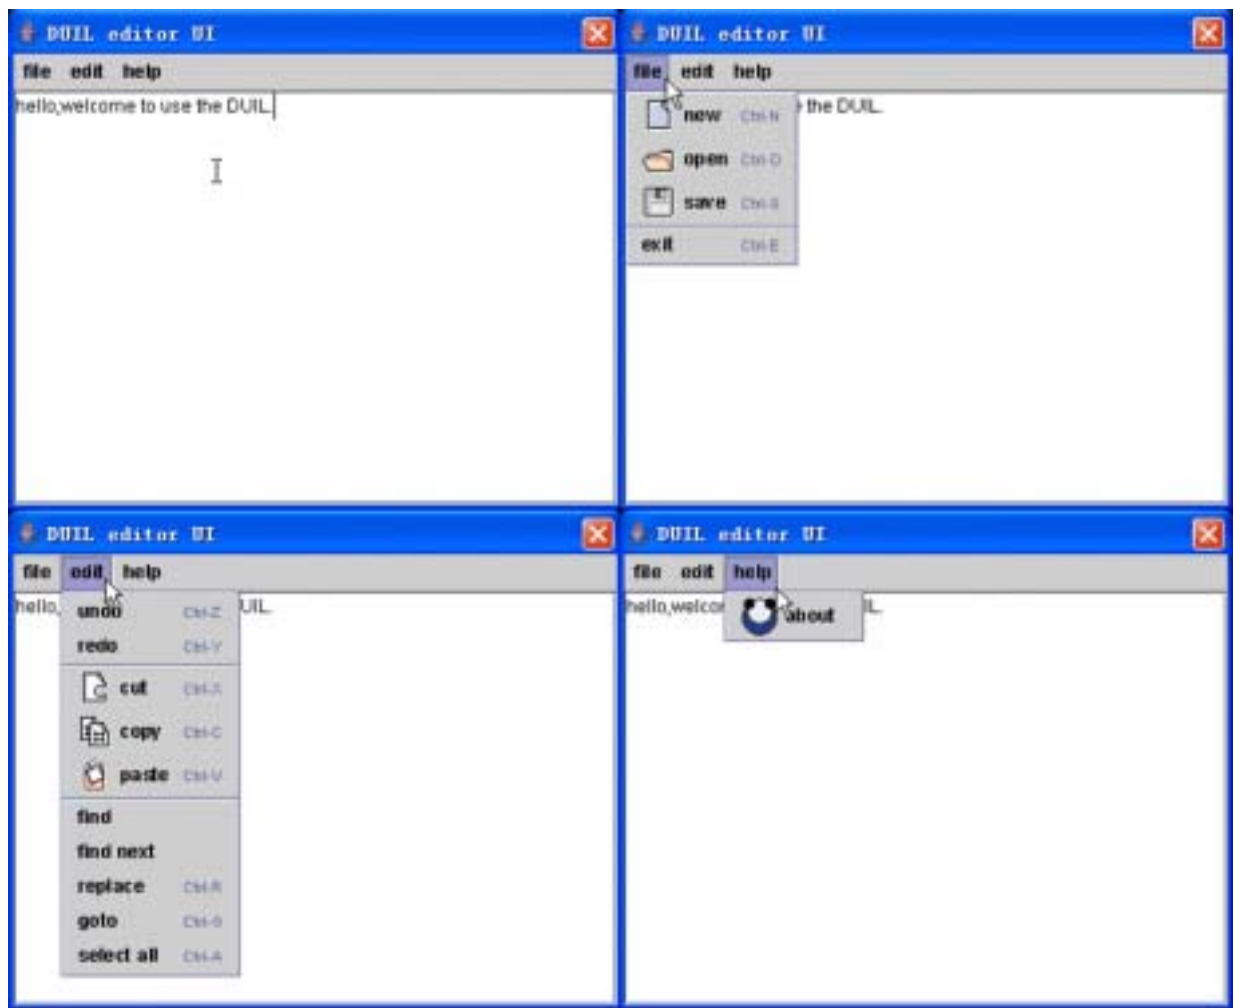 DUIL editor UI
file edit help
hello,welcome to use the DUIL.
DUIL editor UI
file edit help
the DUIL.
new Ctrl-N
open Ctrl-O
save Ctrl-S
exit Ctrl-E
DUIL editor UI
file edit help
hello, UIL.
undo Ctrl-Z
redo Ctrl-Y
cut Ctrl-X
copy Ctrl-C
paste Ctrl-V
find
find next
replace Ctrl-R
goto
select all Ctrl-A
DUIL editor UI
file edit help
hello,welcom IL.
about